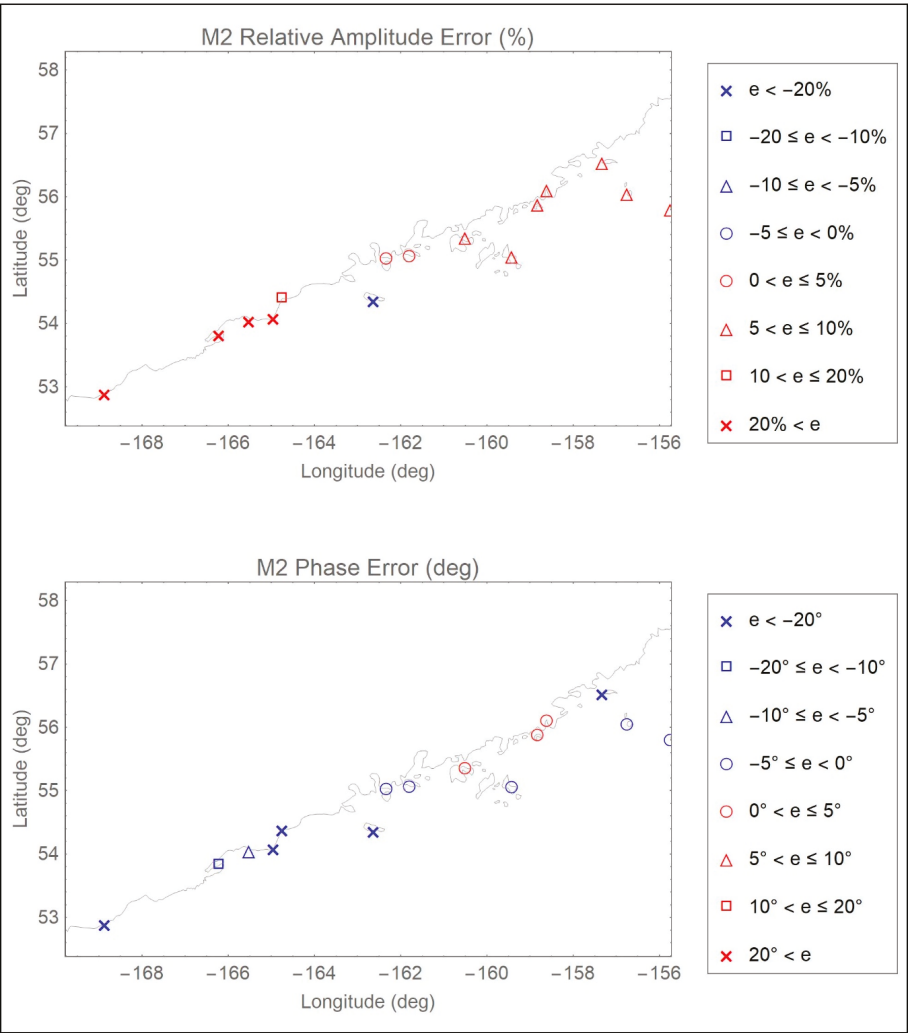 M2 Relative Amplitude Error (%)
58
57
56
55
54
53
Latitude (deg)
−168
−166
−164
−162
−160
−158
−156
Longitude (deg)
e < −20%
−20 ≤ e < −10%
−10 ≤ e < −5%
−5 ≤ e < 0%
0 < e ≤ 5%
5 < e ≤ 10%
10 < e ≤ 20%
20% < e
M2 Phase Error (deg)
58
57
56
55
54
53
Latitude (deg)
−168
−166
−164
−162
−160
−158
−156
Longitude (deg)
e < −20°
−20° ≤ e < −10°
−10° ≤ e < −5°
−5° ≤ e < 0°
0° < e ≤ 5°
5° < e ≤ 10°
10° < e ≤ 20°
20° < e